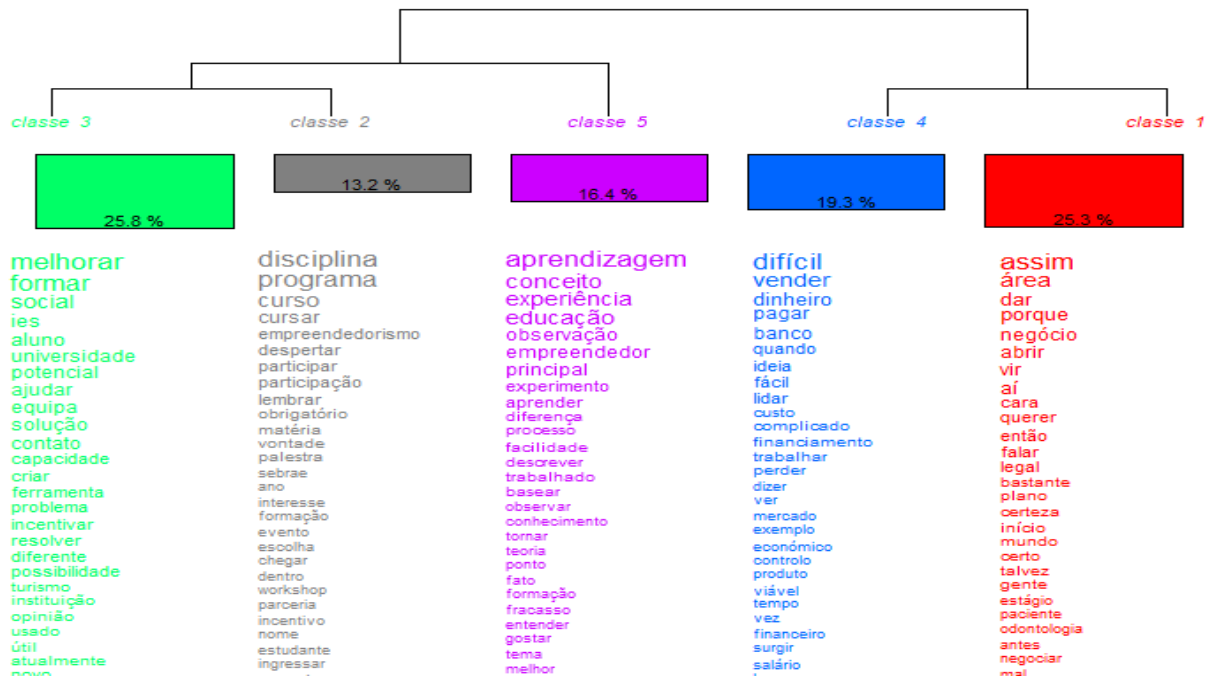 classe 3
classe 2
classe 5
classe 4
classe 1
25.8 %
13.2 %
16.4 %
19.3 %
25.3 %
melhorar
formar
social
ies
aluno
universidade
potencial
ajudar
equipa
solução
contato
capacidade
criar
ferramenta
problema
incentivar
resolver
diferente
possibilidade
turismo
instituição
opinião
usado
útil
atualmente
novo
disciplina
programa
curso
cursar
empreendedorismo
despertar
participar
participação
lembrar
obrigatório
matéria
vontade
palestra
sebrae
ano
interesse
formação
evento
escolha
chegar
dentro
workshop
parceria
incentivo
nome
estudante
ingressar
aprendizagem
conceito
experiência
educação
observação
empreendedor
principal
experimento
aprender
diferença
processo
facilidade
descrever
trabalhado
basear
observar
conhecimento
tornar
teoria
ponto
fato
formação
fracasso
entender
gostar
tema
melhor
difícil
vender
dinheiro
pagar
banco
quando
ideia
fácil
lidar
custo
complicado
financiamento
trabalhar
perder
dizer
ver
mercado
exemplo
económico
controlo
produto
viável
tempo
vez
financeiro
surgir
salário
assim
área
dar
porque
negócio
abrir
vir
aí
cara
querer
então
falar
legal
bastante
plano
certeza
início
mundo
certo
talvez
gente
estágio
paciente
odontologia
antes
negociar
mal